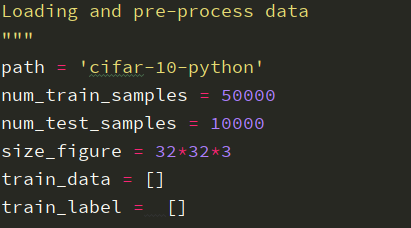 Loading and pre-process data
"""
path = 'cifar-10-python'
num_train_samples = 50000
num_test_samples = 10000
size_figure = 32*32*3
train_data = []
train_label =  []